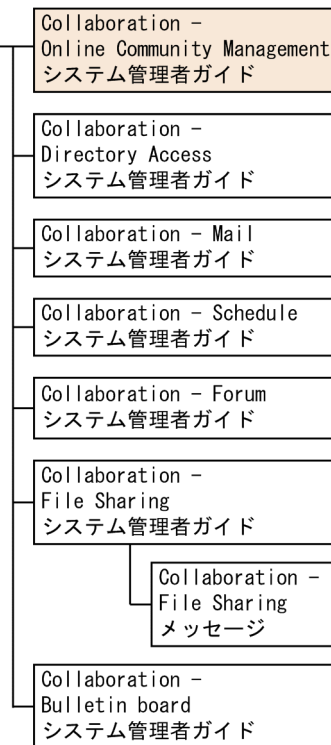 Collaboration -
Online Community Management
システム管理者ガイド
Collaboration -
Directory Access
システム管理者ガイド
Collaboration - Mail
システム管理者ガイド
Collaboration - Schedule
システム管理者ガイド
Collaboration - Forum
システム管理者ガイド
Collaboration -
File Sharing
システム管理者ガイド
Collaboration -
File Sharing
メッセージ
Collaboration -
Bulletin board
システム管理者ガイド